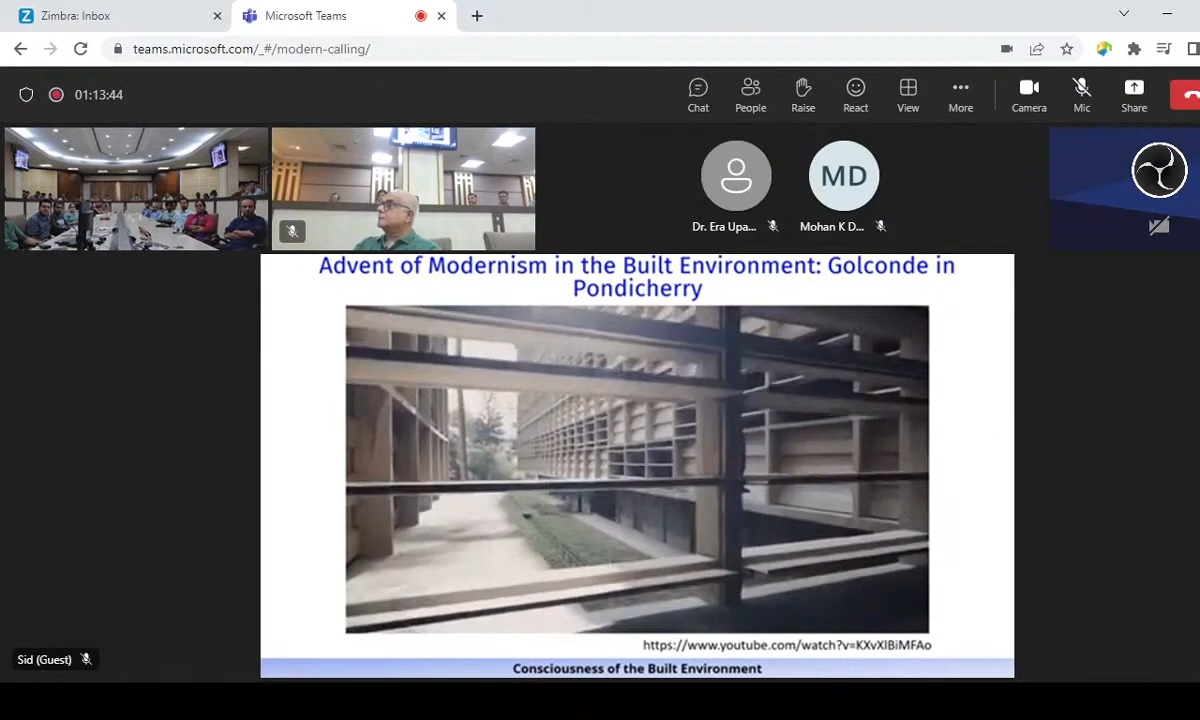 Zimbra: Inbox
Microsoft Teams
teams.microsoft.com/_#/modern-calling/
01:13:44
Chat
People
Raise
React
View
More
Camera
Mic
Share
MD
Dr. Era Upa...
Mohan K D...
Advent of Modernism in the Built Environment: Golconde in
Pondicherry
https://www.youtube.com/watch?v=KXvXlBiMFAo
Sid (Guest)
Consciousness of the Built Environment